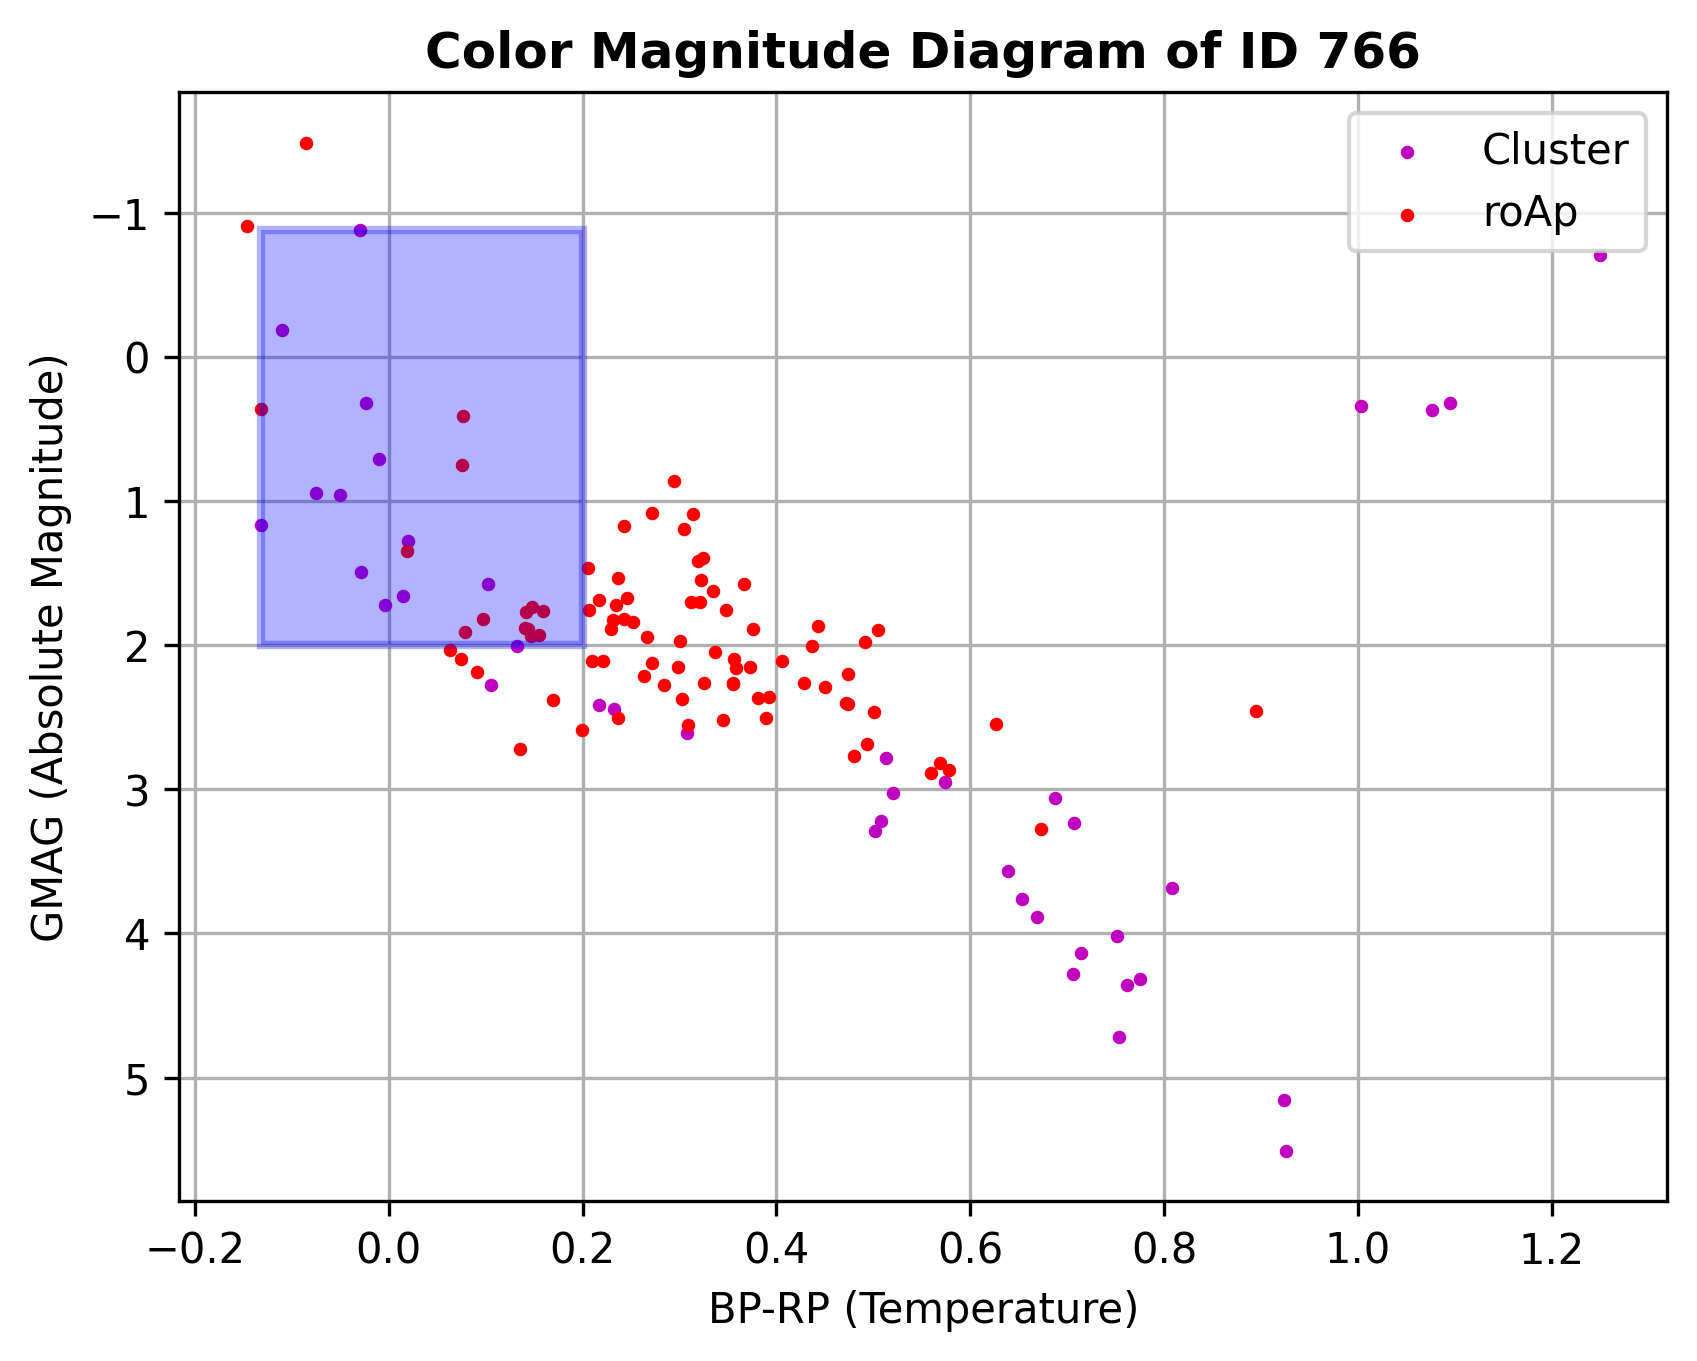 Color Magnitude Diagram of ID 766
Cluster
roAp
GMAG (Absolute Magnitude)
−1
0
1
2
3
4
5
−0.2 0.0 0.2 0.4 0.6 0.8 1.0 1.2
BP-RP (Temperature)